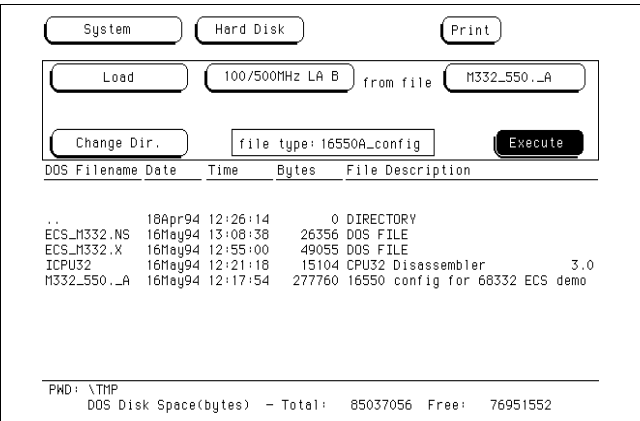 System Hard Disk Print
Load 100/500MHz LA B from file M332_550._A
Change Dir. file type: 16550A_config Execute
DOS Filename Date Time Bytes File Description
.. 18Apr94 12:26:14 0 DIRECTORY
ECS_M332.NS 16May94 13:08:38 26356 DOS FILE
ECS_M332.X 16May94 12:55:00 49055 DOS FILE
ICPU32 16May94 12:21:18 15104 CPU32 Disassembler 3.0
M332_550._A 16May94 12:17:54 277760 16550 config for 68332 ECS demo
PWD: \TMP
DOS Disk Space(bytes) - Total: 85037056 Free: 76951552